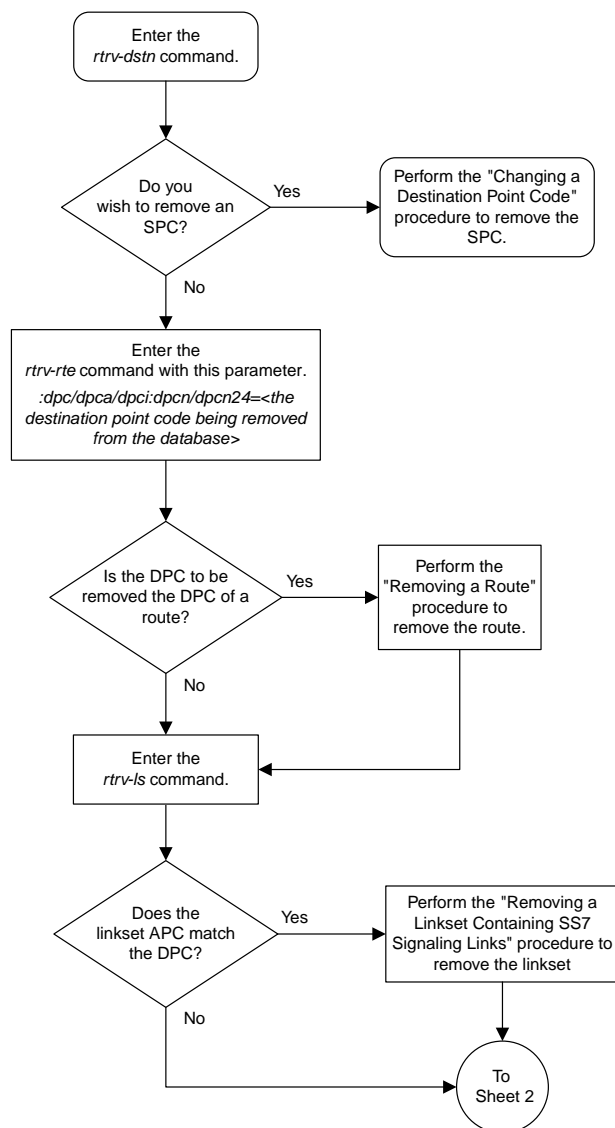 Enter the
rtrv-dstn command.
Do you
wish to remove an
SPC?
Yes
Perform the "Changing a
Destination Point Code"
procedure to remove the
SPC.
No
Enter the
rtrv-rte command with this parameter.
:dpc/dpca/dpci:dpcn/dpcn24=<the
destination point code being removed
from the database>
Is the DPC to be
removed the DPC of a
route?
Yes
Perform the
"Removing a Route"
procedure to
remove the route.
No
Enter the
rtrv-ls command.
Does the
linkset APC match
the DPC?
Yes
Perform the "Removing a
Linkset Containing SS7
Signaling Links" procedure to
remove the linkset
No
To
Sheet 2